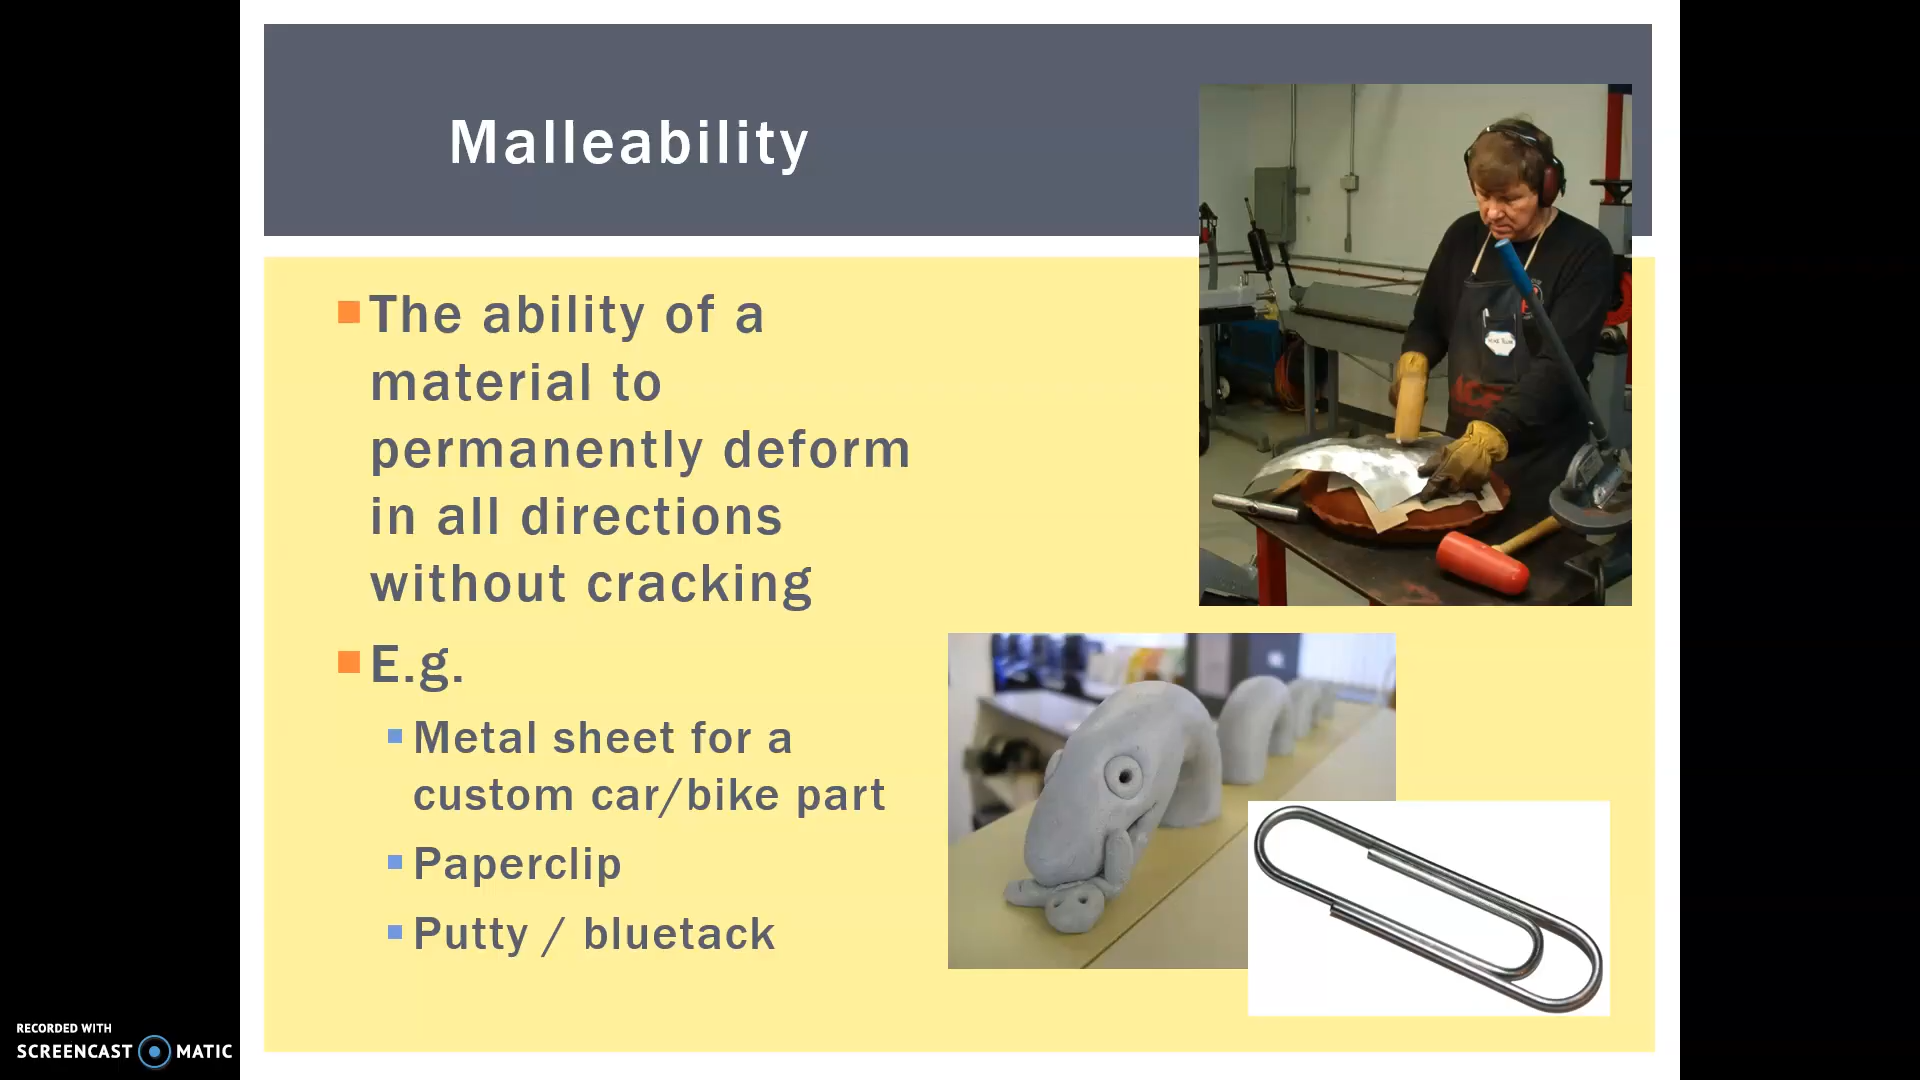 Malleability
The ability of a
material to
permanently deform
in all directions
without cracking
E.g.
Metal sheet for a
custom car/bike part
Paperclip
Putty / bluetack
RECORDED WITH
SCREENCAST MATIC